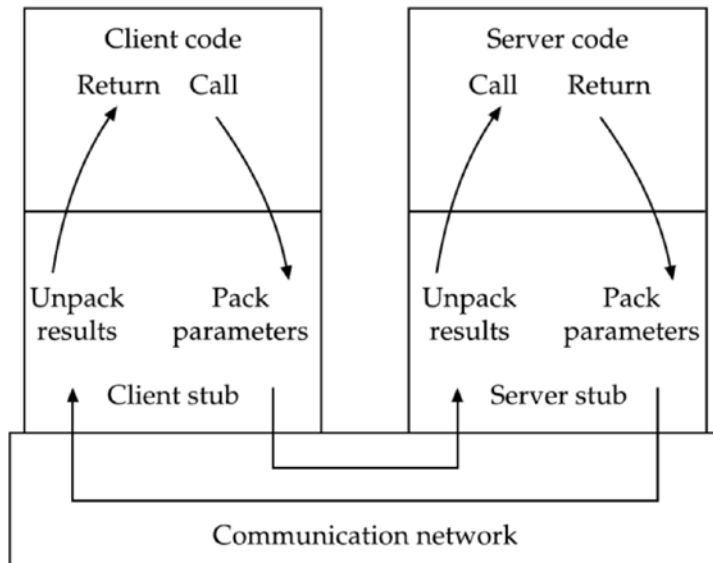 Client code
Return Call
Unpack results
Pack parameters
Client stub
Server code
Call Return
Unpack results
Pack parameters
Server stub
Communication network